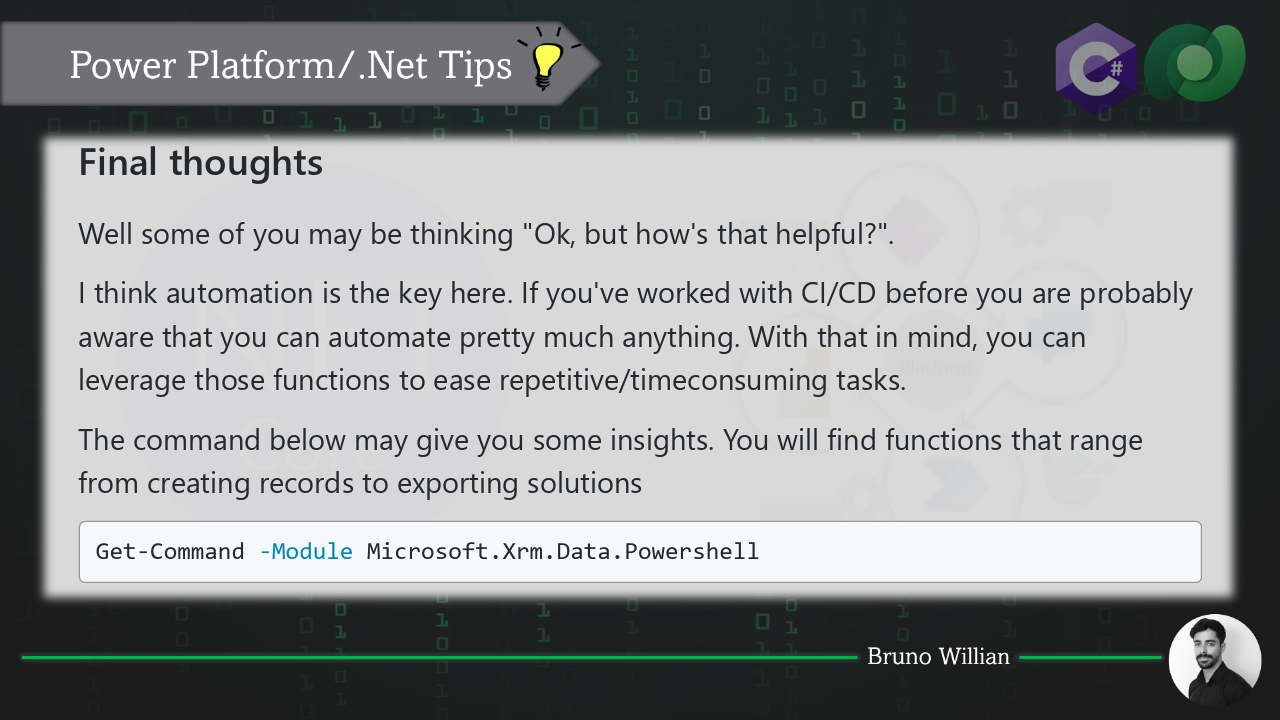 Power Platform/.Net Tips
C#
Final thoughts
Well some of you may be thinking "Ok, but how's that helpful?".
I think automation is the key here. If you've worked with CI/CD before you are probably
aware that you can automate pretty much anything. With that in mind, you can
leverage those functions to ease repetitive/timeconsuming tasks.
The command below may give you some insights. You will find functions that range
from creating records to exporting solutions
Get-Command -Module Microsoft.Xrm.Data.Powershell
Bruno Willian